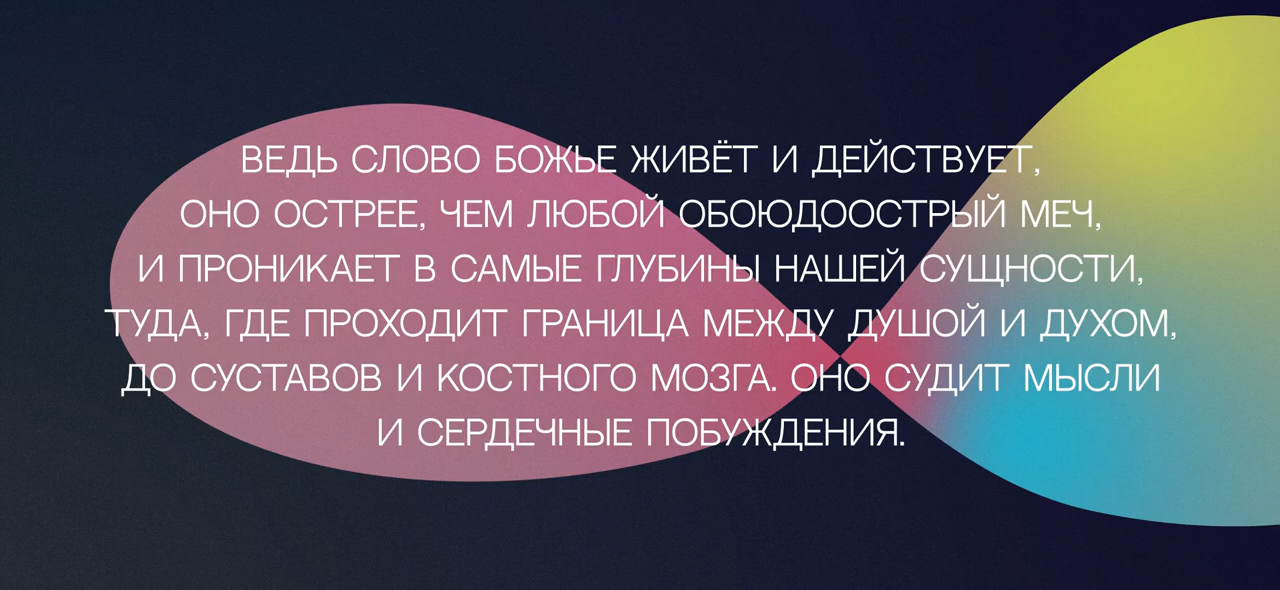 ВЕДЬ СЛОВО БОЖЬЕ ЖИВЁТ И ДЕЙСТВУЕТ,
ОНО ОСТРЕЕ, ЧЕМ ЛЮБОЙ ОБОЮДООСТРЫЙ МЕЧ,
И ПРОНИКАЕТ В САМЫЕ ГЛУБИНЫ НАШЕЙ СУЩНОСТИ,
ТУДА, ГДЕ ПРОХОДИТ ГРАНИЦА МЕЖДУ ДУШОЙ И ДУХОМ,
ДО СУСТАВОВ И КОСТНОГО МОЗГА. ОНО СУДИТ МЫСЛИ
И СЕРДЕЧНЫЕ ПОБУЖДЕНИЯ.